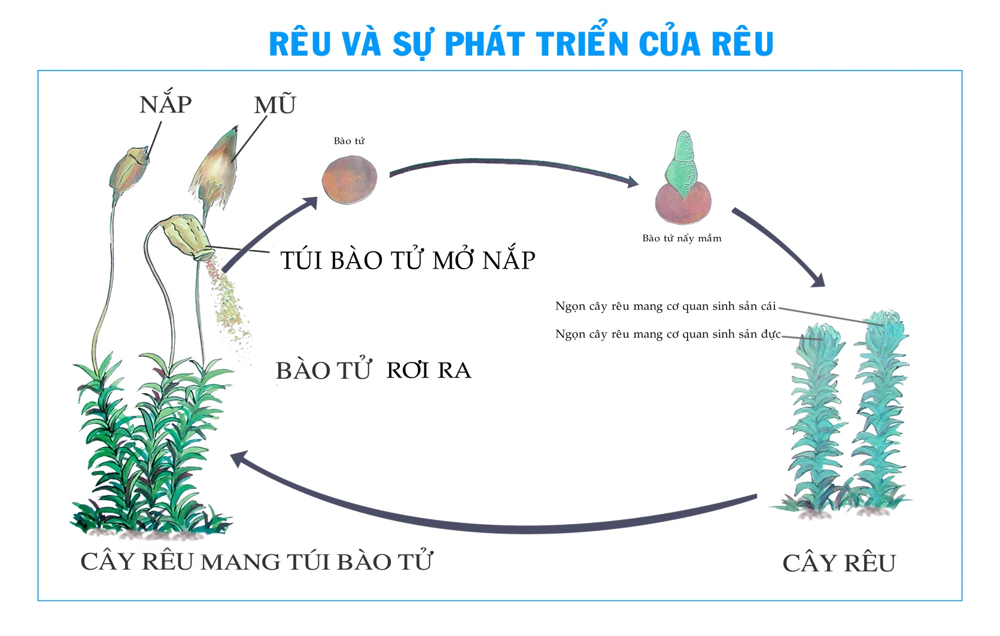 RÊU VÀ SỰ PHÁT TRIỂN CỦA RÊU
NẮP
MŨ
Bào tử
Bào tử nẩy mầm
TÚI BÀO TỬ MỞ NẮP
Ngọn cây rêu mang cơ quan sinh sản cái
Ngọn cây rêu mang cơ quan sinh sản đực
BÀO TỬ RƠI RA
CÂY RÊU MANG TÚI BÀO TỬ
CÂY RÊU